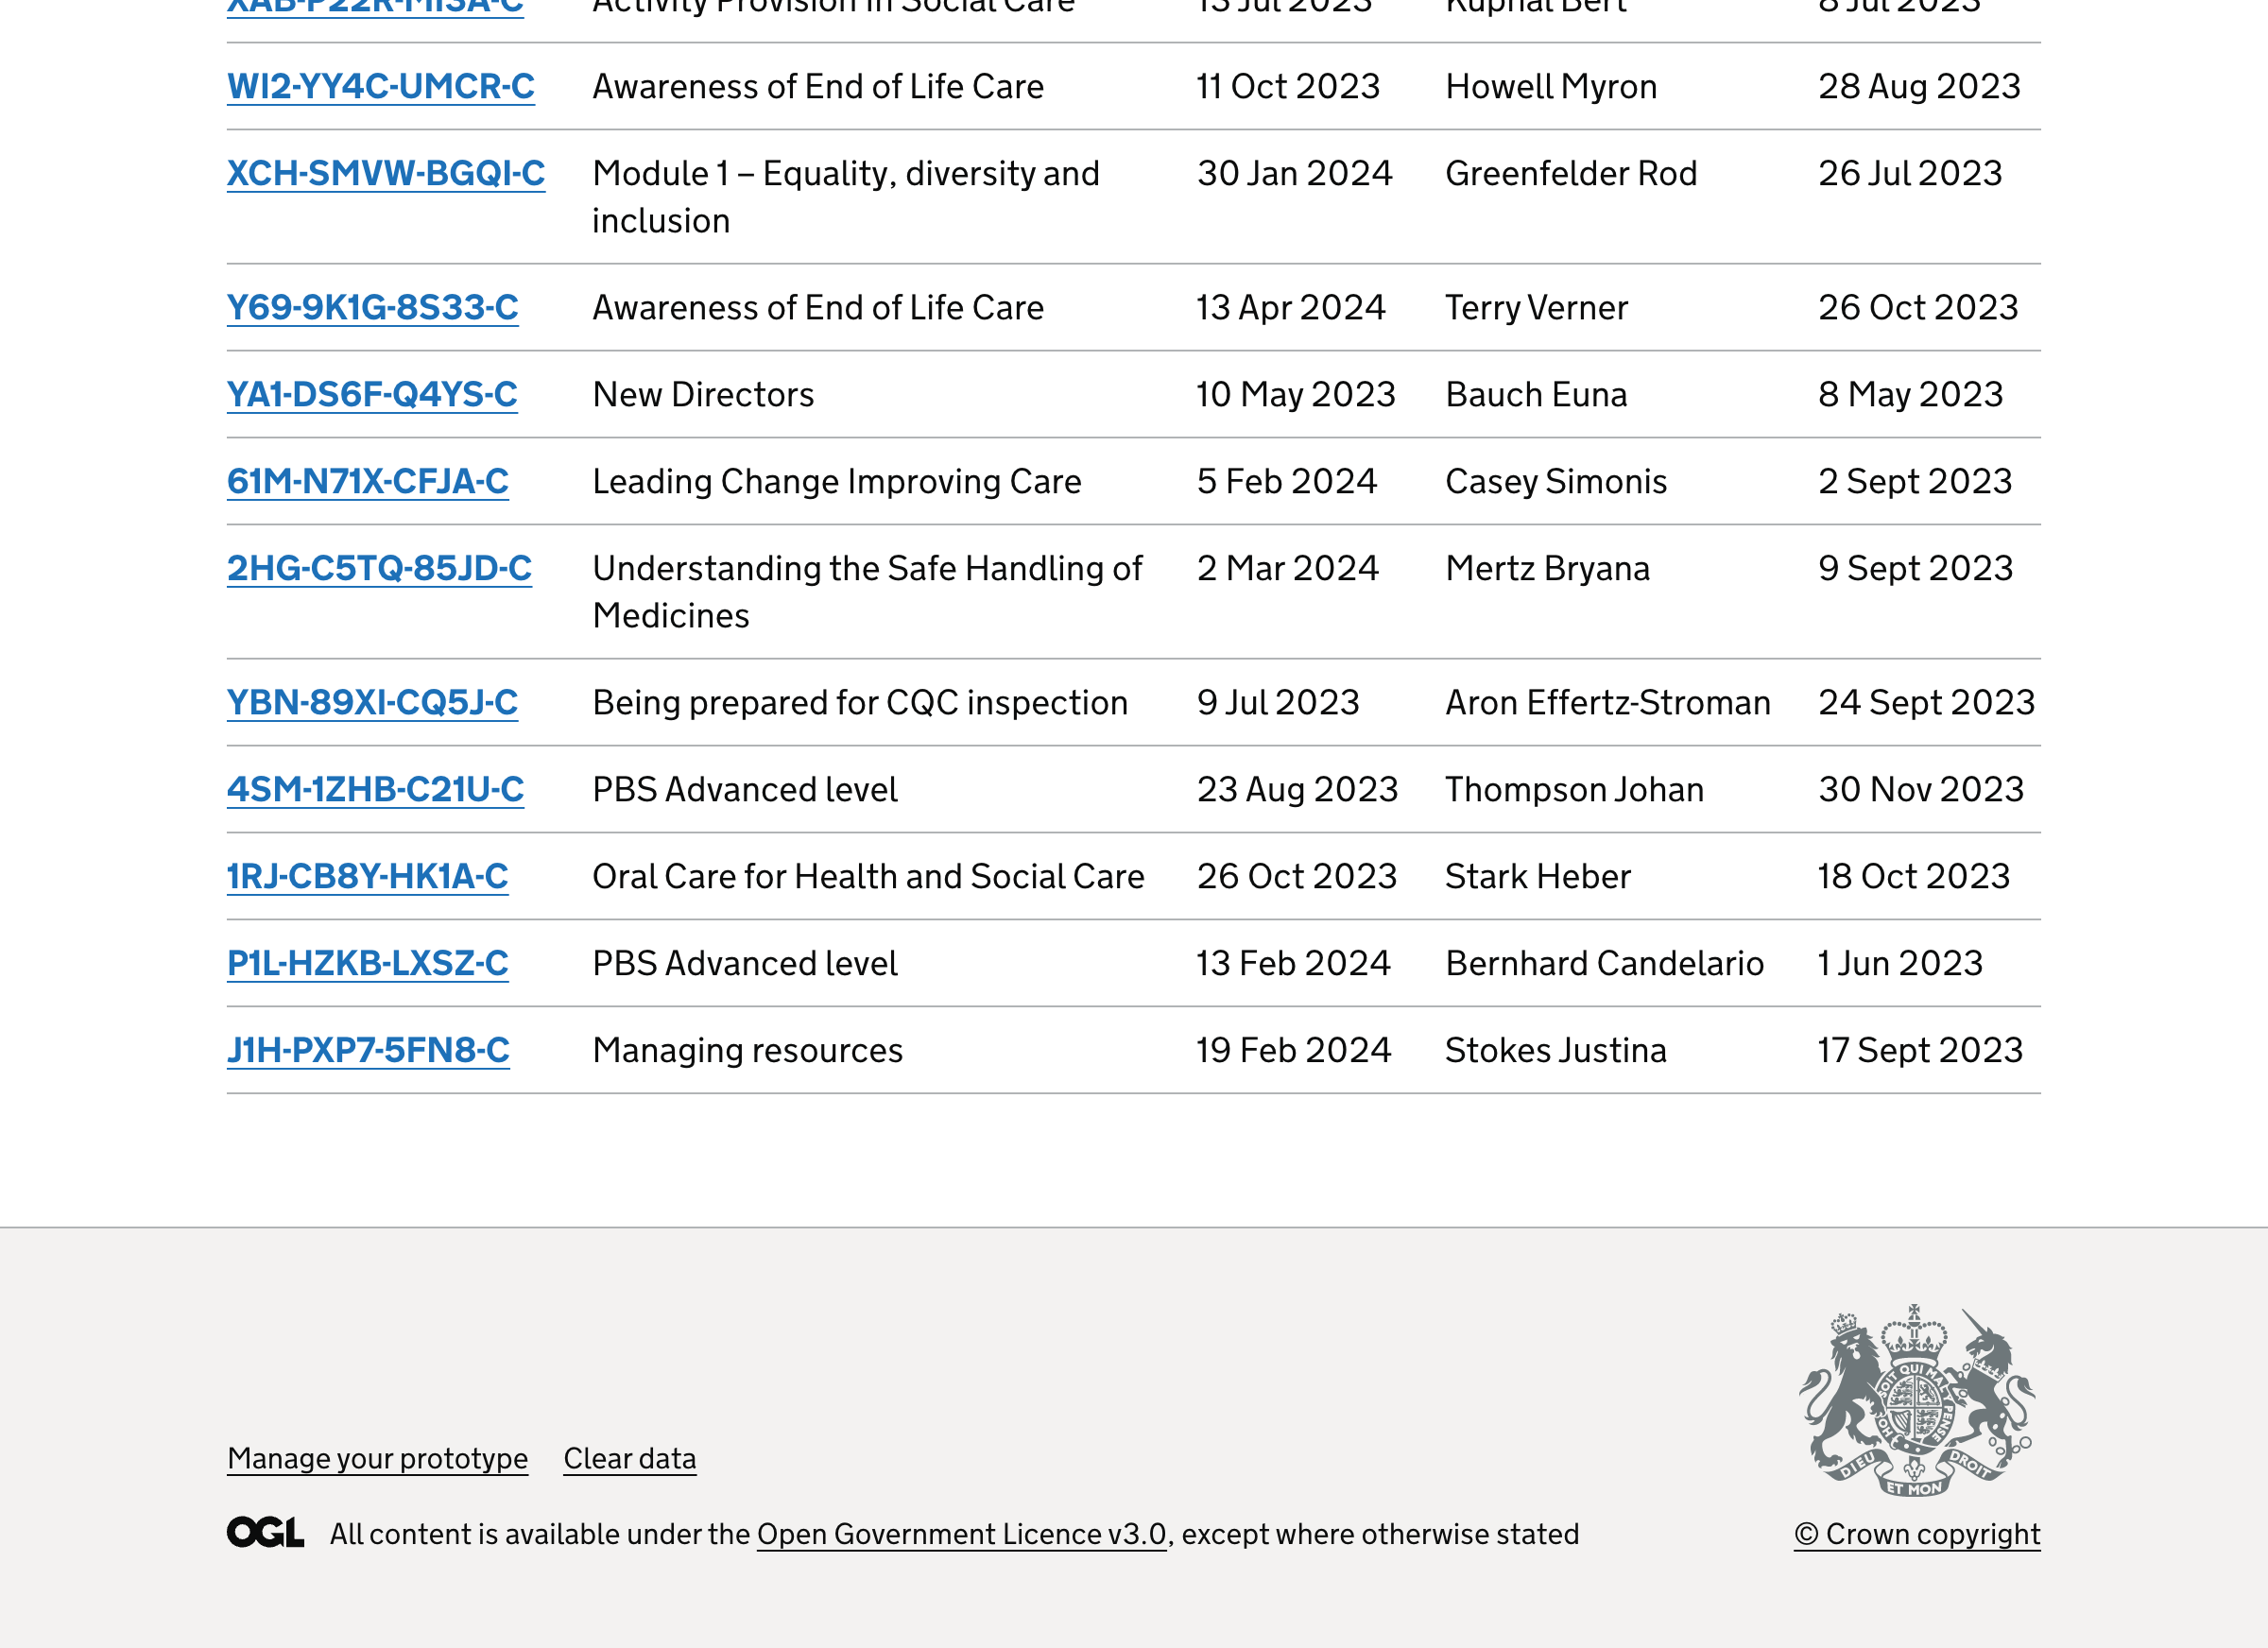 Activity Provision in Social Care 13 Jul 2023 8 Jul 2023
WI2-YY4C-UMCR-C Awareness of End of Life Care 11 Oct 2023 Howell Myron 28 Aug 2023
XCH-SMVW-BGQI-C Module 1 – Equality, diversity and 30 Jan 2024 Greenfelder Rod 26 Jul 2023
inclusion
Y69-9K1G-8S33-C Awareness of End of Life Care 13 Apr 2024 Terry Verner 26 Oct 2023
YA1-DS6F-Q4YS-C New Directors 10 May 2023 Bauch Euna 8 May 2023
61M-N71X-CFJA-C Leading Change Improving Care 5 Feb 2024 Casey Simonis 2 Sept 2023
2HG-C5TQ-85JD-C Understanding the Safe Handling of 2 Mar 2024 Mertz Bryana 9 Sept 2023
Medicines
YBN-89XI-CQ5J-C Being prepared for CQC inspection 9 Jul 2023 Aron Effertz-Stroman 24 Sept 2023
4SM-1ZHB-C21U-C PBS Advanced level 23 Aug 2023 Thompson Johan 30 Nov 2023
1RJ-CB8Y-HK1A-C Oral Care for Health and Social Care 26 Oct 2023 Stark Heber 18 Oct 2023
P1L-HZKB-LXSZ-C PBS Advanced level 13 Feb 2024 Bernhard Candelario 1 Jun 2023
J1H-PXP7-5FN8-C Managing resources 19 Feb 2024 Stokes Justina 17 Sept 2023
SOIT QUI MAL Y PENSE
DIEU ET MON DROIT
Manage your prototype Clear data
OGL All content is available under the Open Government Licence v3.0, except where otherwise stated © Crown copyright